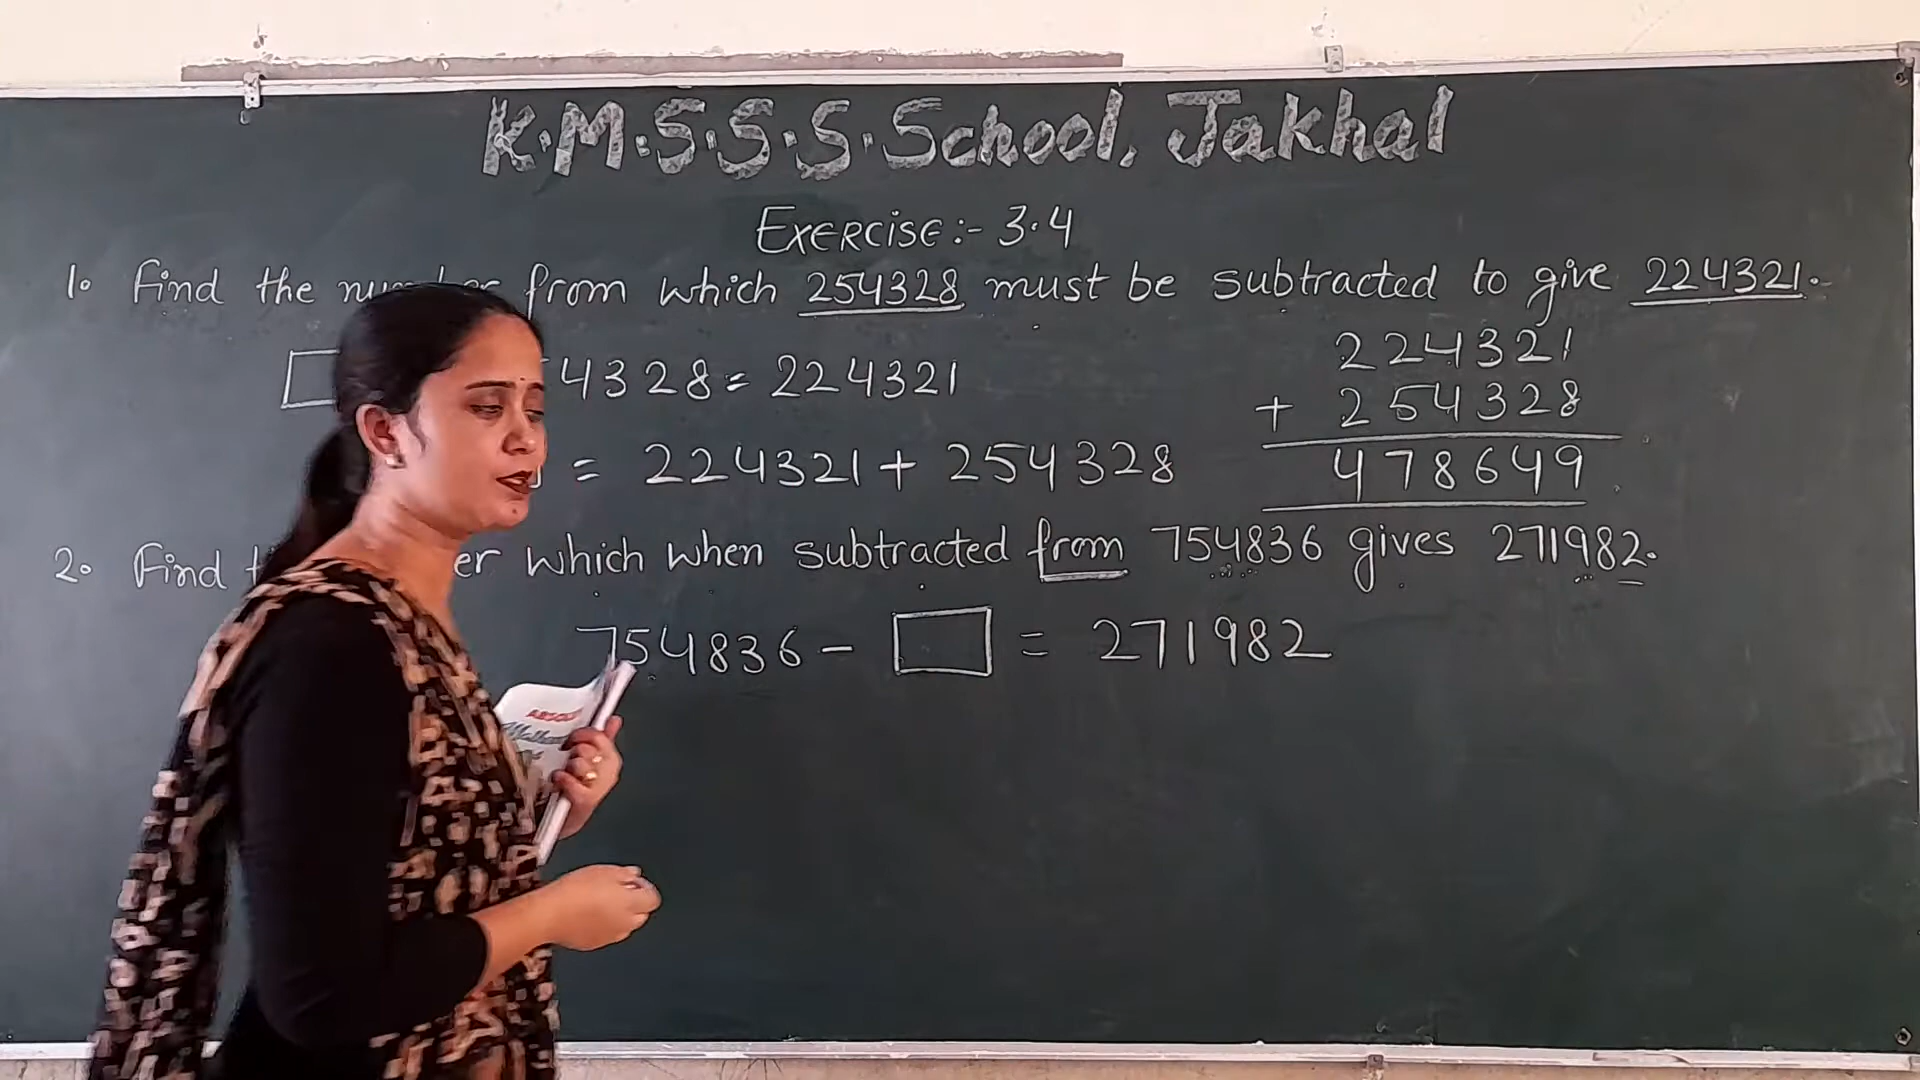 K.M.S.S.S. School, Jakhal
Exercise:- 3.4
1. Find the from which 254328 must be subtracted to give 224321.
4328 = 224321
= 224321 + 254328
224321
+ 254328
478649
2. Find which when subtracted from 754836 gives 271982.
754836 - = 271982